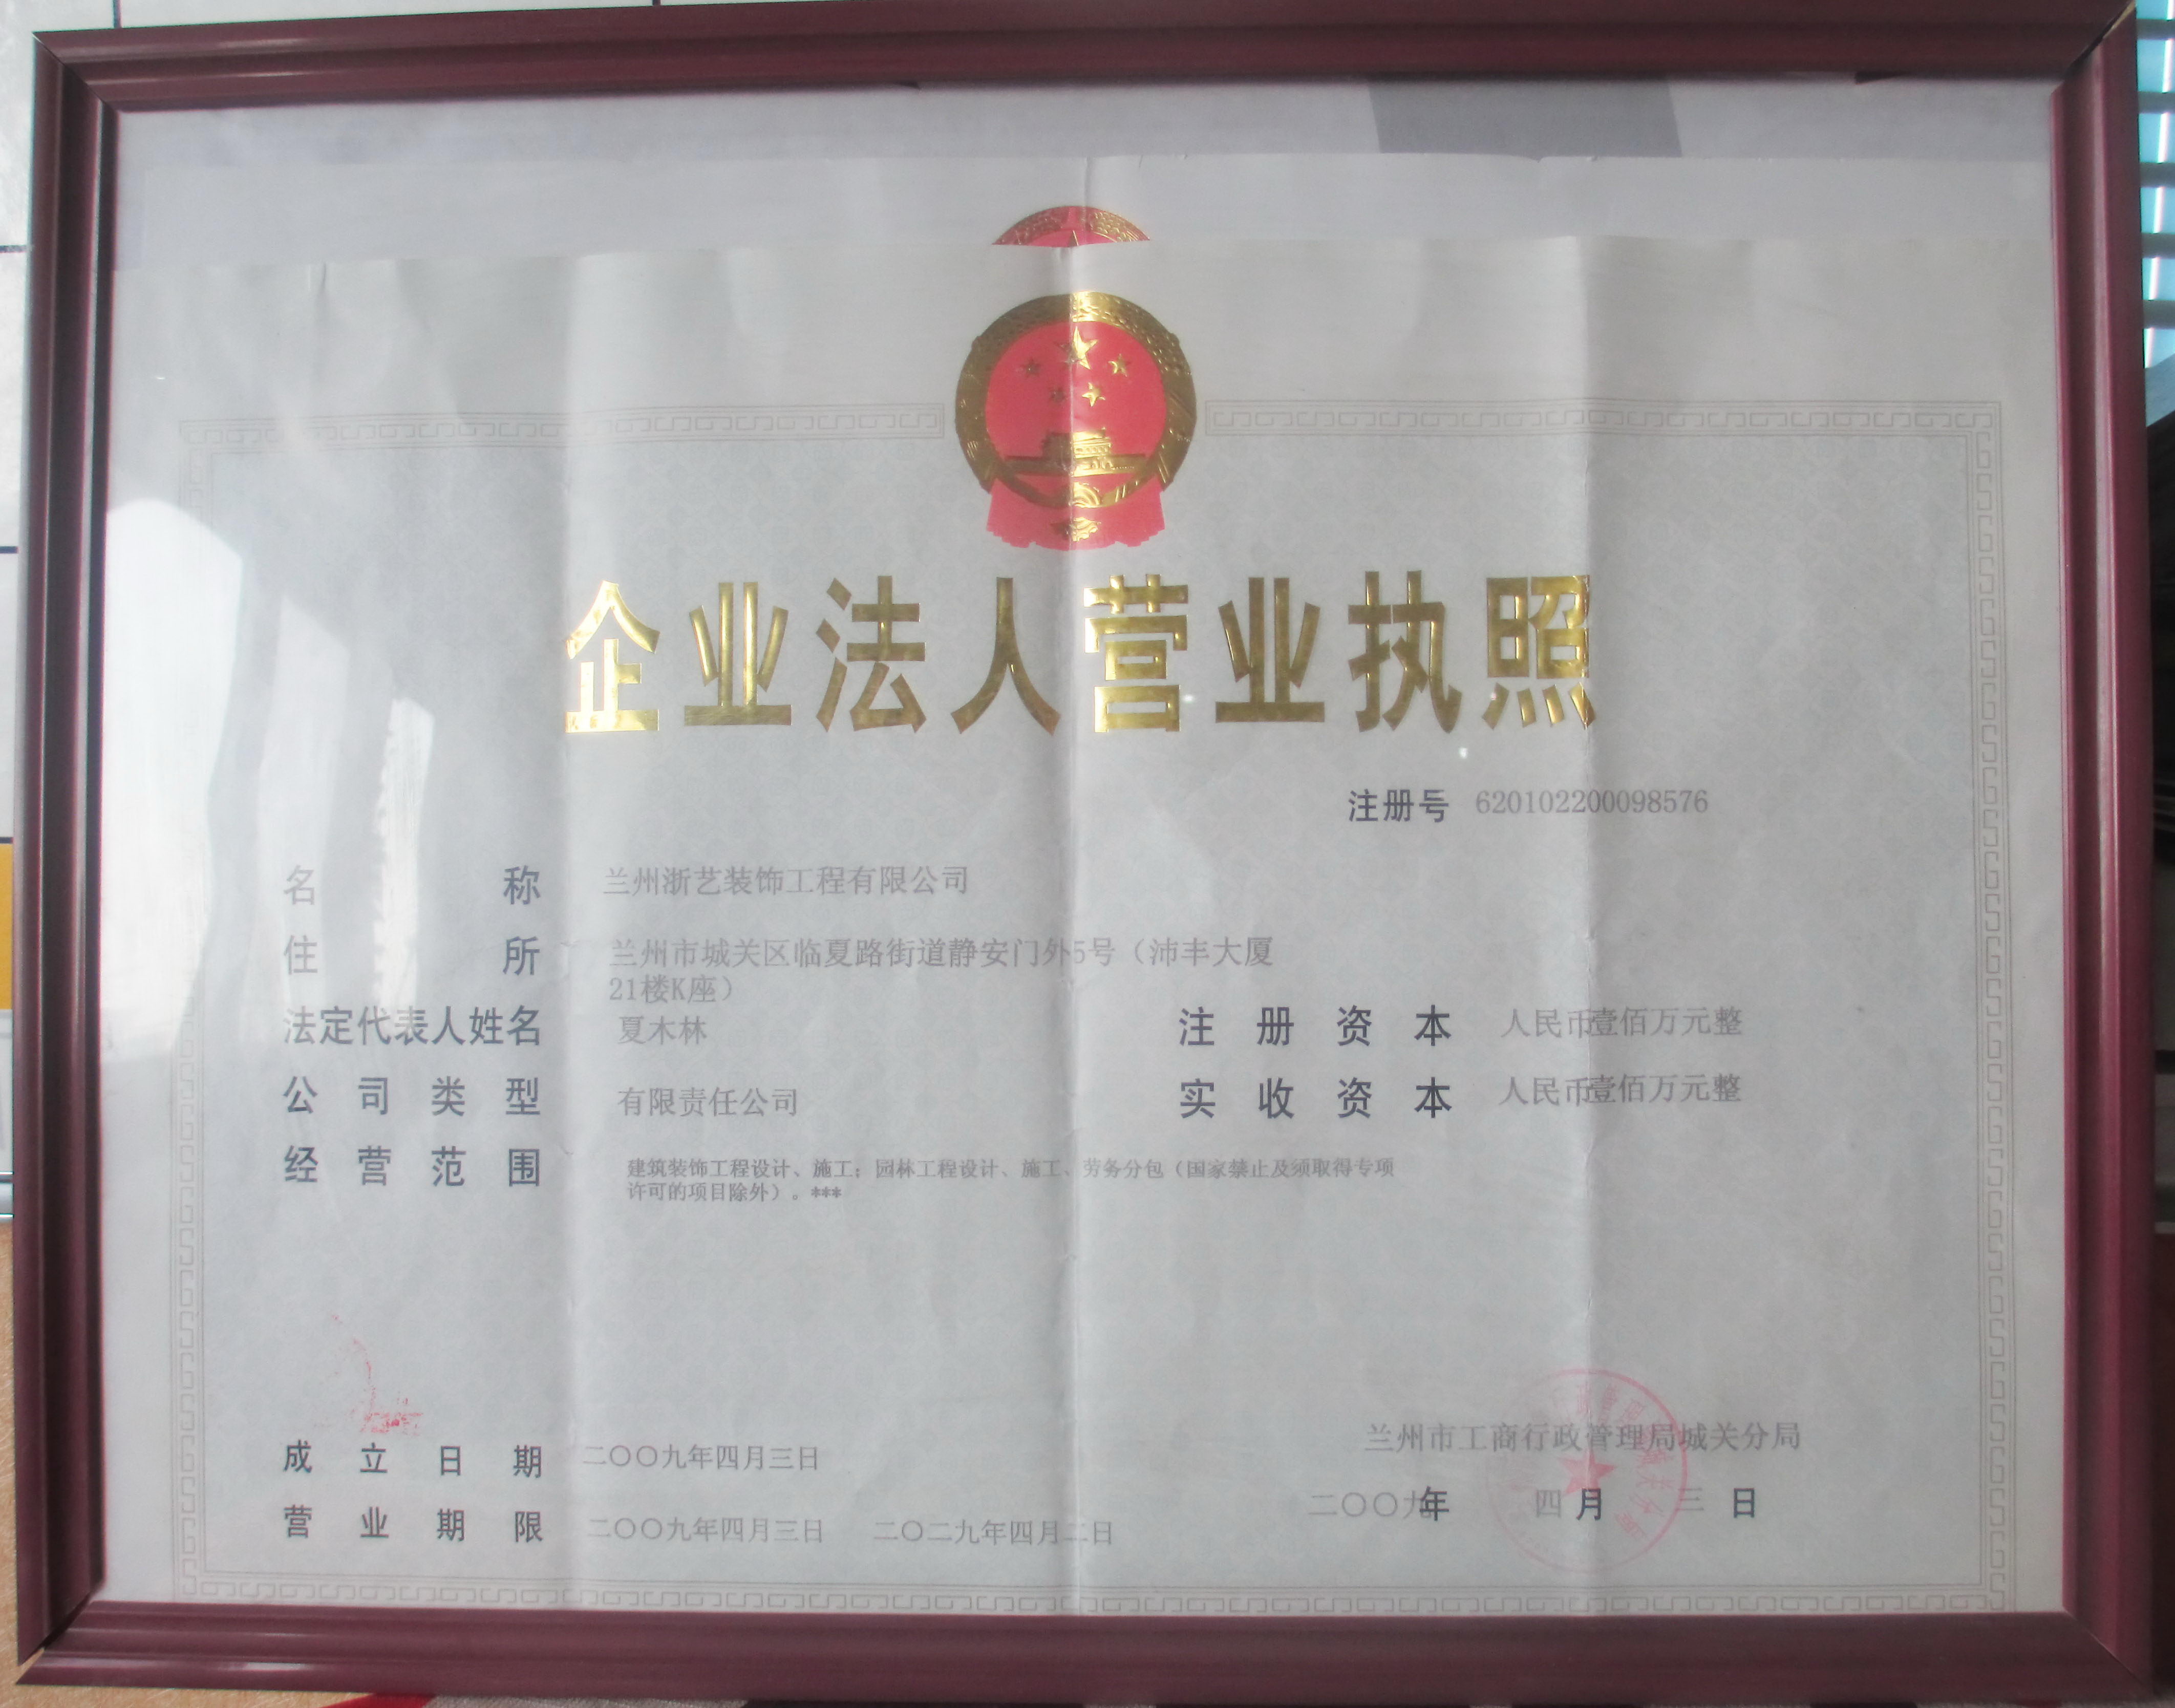 企业法人营业执照
注册号 620102200098576
名称 兰州浙艺装饰工程有限公司
住所 兰州市城关区临夏路街道静安门外5号（沛丰大厦
21楼K座）
法定代表人姓名 夏木林 注册资本 人民币壹佰万元整
公司类型 有限责任公司 实收资本 人民币壹佰万元整
经营范围 建筑装饰工程设计、施工；园林工程设计、施工、劳务分包（国家禁止及须取得专项
许可的项目除外）。***
兰州市工商行政管理局城关分局
成立日期 二〇〇九年四月三日
二〇〇九年 四月 三日
营业期限 二〇〇九年四月三日 二〇二九年四月二日